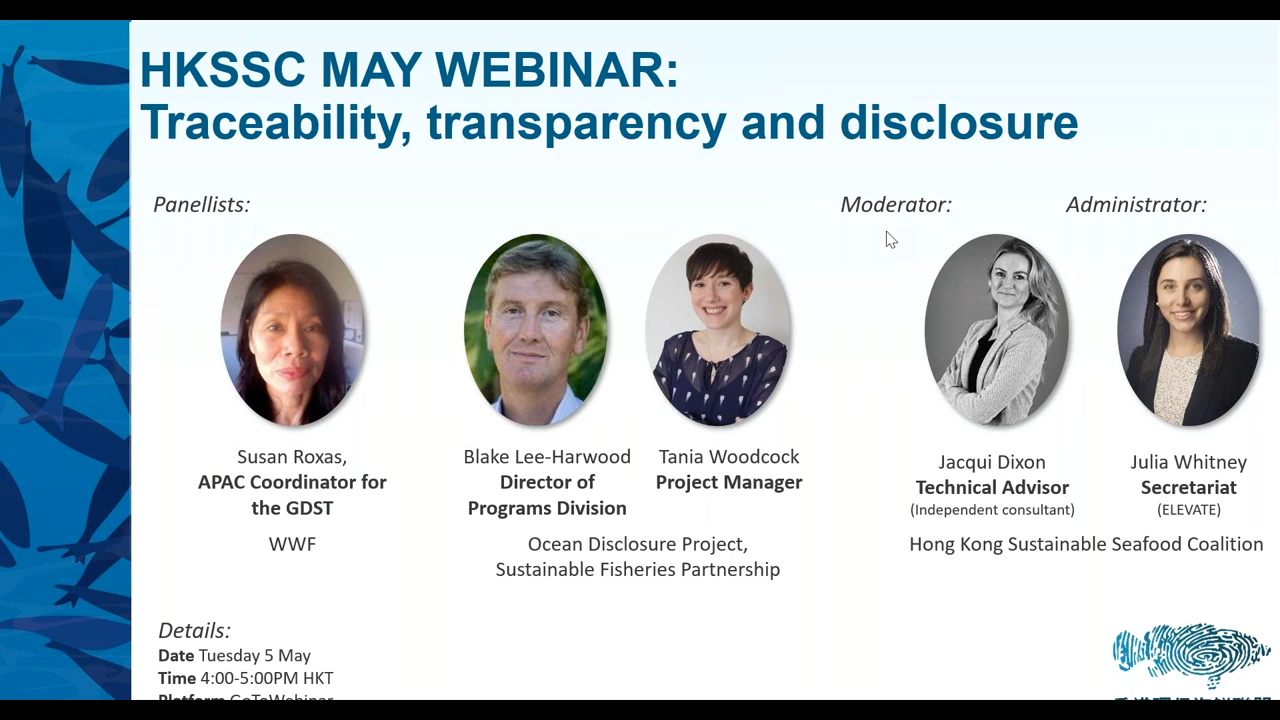 HKSSC MAY WEBINAR:
Traceability, transparency and disclosure
Panellists:
Moderator:
Administrator:
Susan Roxas,
APAC Coordinator for
the GDST
WWF
Blake Lee-Harwood
Director of
Programs Division
Tania Woodcock
Project Manager
Ocean Disclosure Project,
Sustainable Fisheries Partnership
Jacqui Dixon
Technical Advisor
(Independent consultant)
Julia Whitney
Secretariat
(ELEVATE)
Hong Kong Sustainable Seafood Coalition
Details:
Date Tuesday 5 May
Time 4:00-5:00PM HKT
Platform GoToWebinar